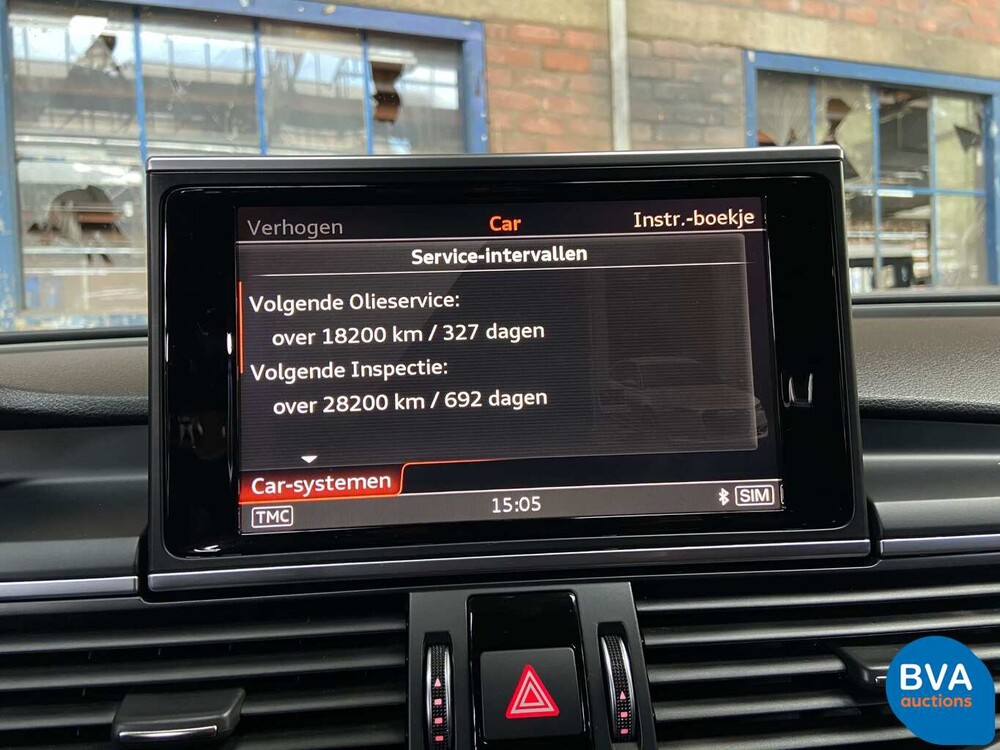 Verhogen Car Instr.-boekje
Service-intervallen
Volgende Olieservice:
over 18200 km / 327 dagen
Volgende Inspectie:
over 28200 km / 692 dagen
Car-systemen
TMC 15:05 SIM
BVA
auctions